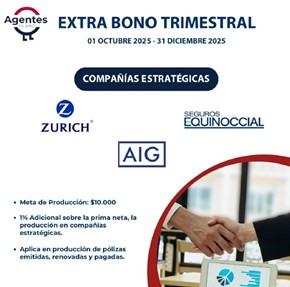 Agentes
EXTRA BONO TRIMESTRAL
01 OCTUBRE 2025 - 31 DICIEMBRE 2025
COMPAÑÍAS ESTRATÉGICAS
ZURICH®
SEGUROS
EQUINOCCIAL
AIG
• Meta de Producción: $10.000
• 1% Adicional sobre la prima neta, la
producción en compañías
estratégicas.
• Aplica en producción de pólizas
emitidas, renovadas y pagadas.